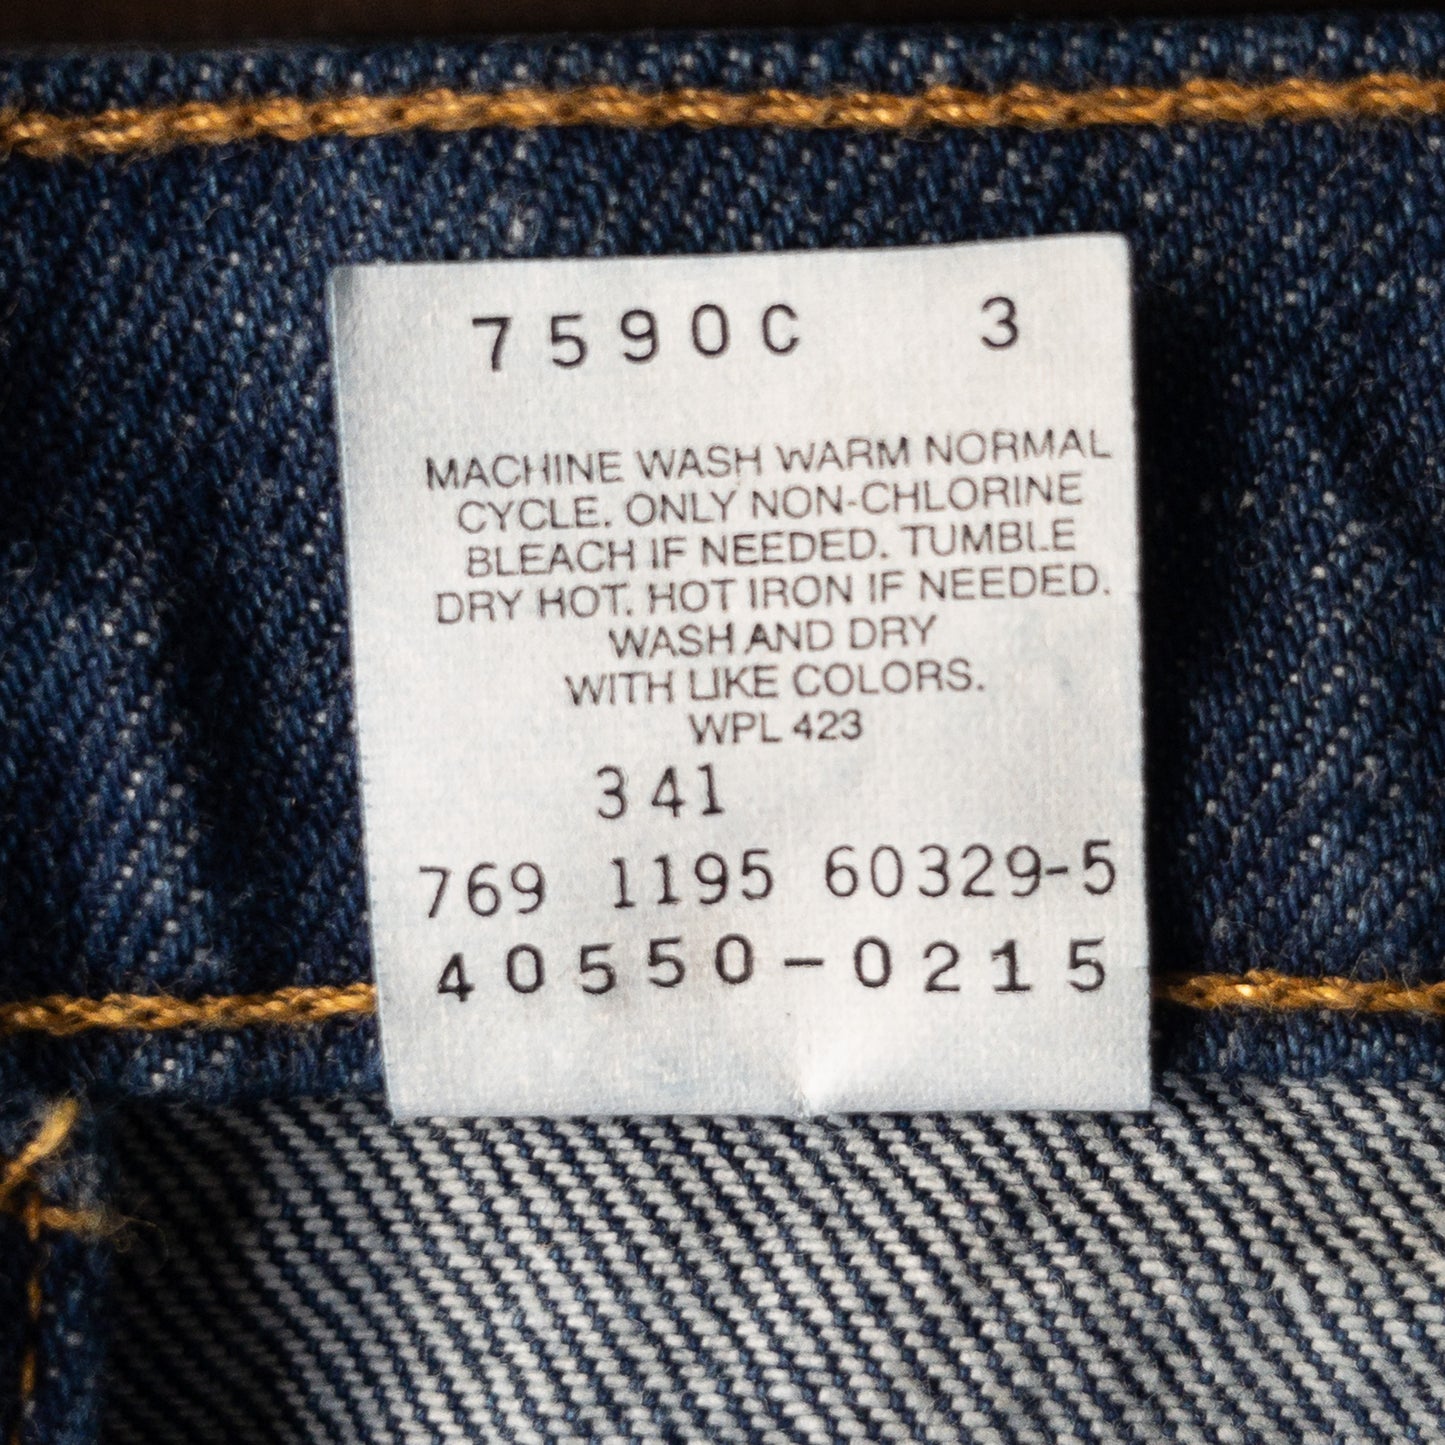 7590C 3
MACHINE WASH WARM NORMAL
CYCLE. ONLY NON-CHLORINE
BLEACH IF NEEDED. TUMBLE
DRY HOT. HOT IRON IF NEEDED.
WASH AND DRY
WITH LIKE COLORS.
WPL 423
341
769 1195 60329-5
40550-0215